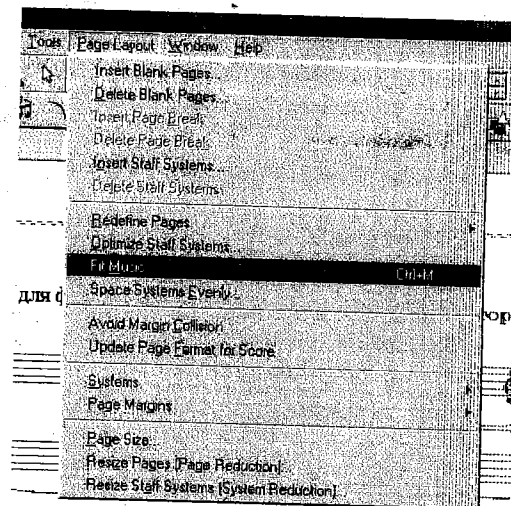 Tools Page Layout Window Help
Insert Blank Pages...
Delete Blank Pages...
Insert Page Break
Delete Page Break
Insert Staff Systems...
Delete Staff Systems
Redefine Pages
Optimize Staff Systems...
Fit Music... Ctrl+M
Space Systems Evenly...
для ф
Avoid Margin Collision
Update Page Format for Score
Systems
Page Margins
Page Size...
Resize Pages (Page Reduction)...
Resize Staff Systems (System Reduction)...